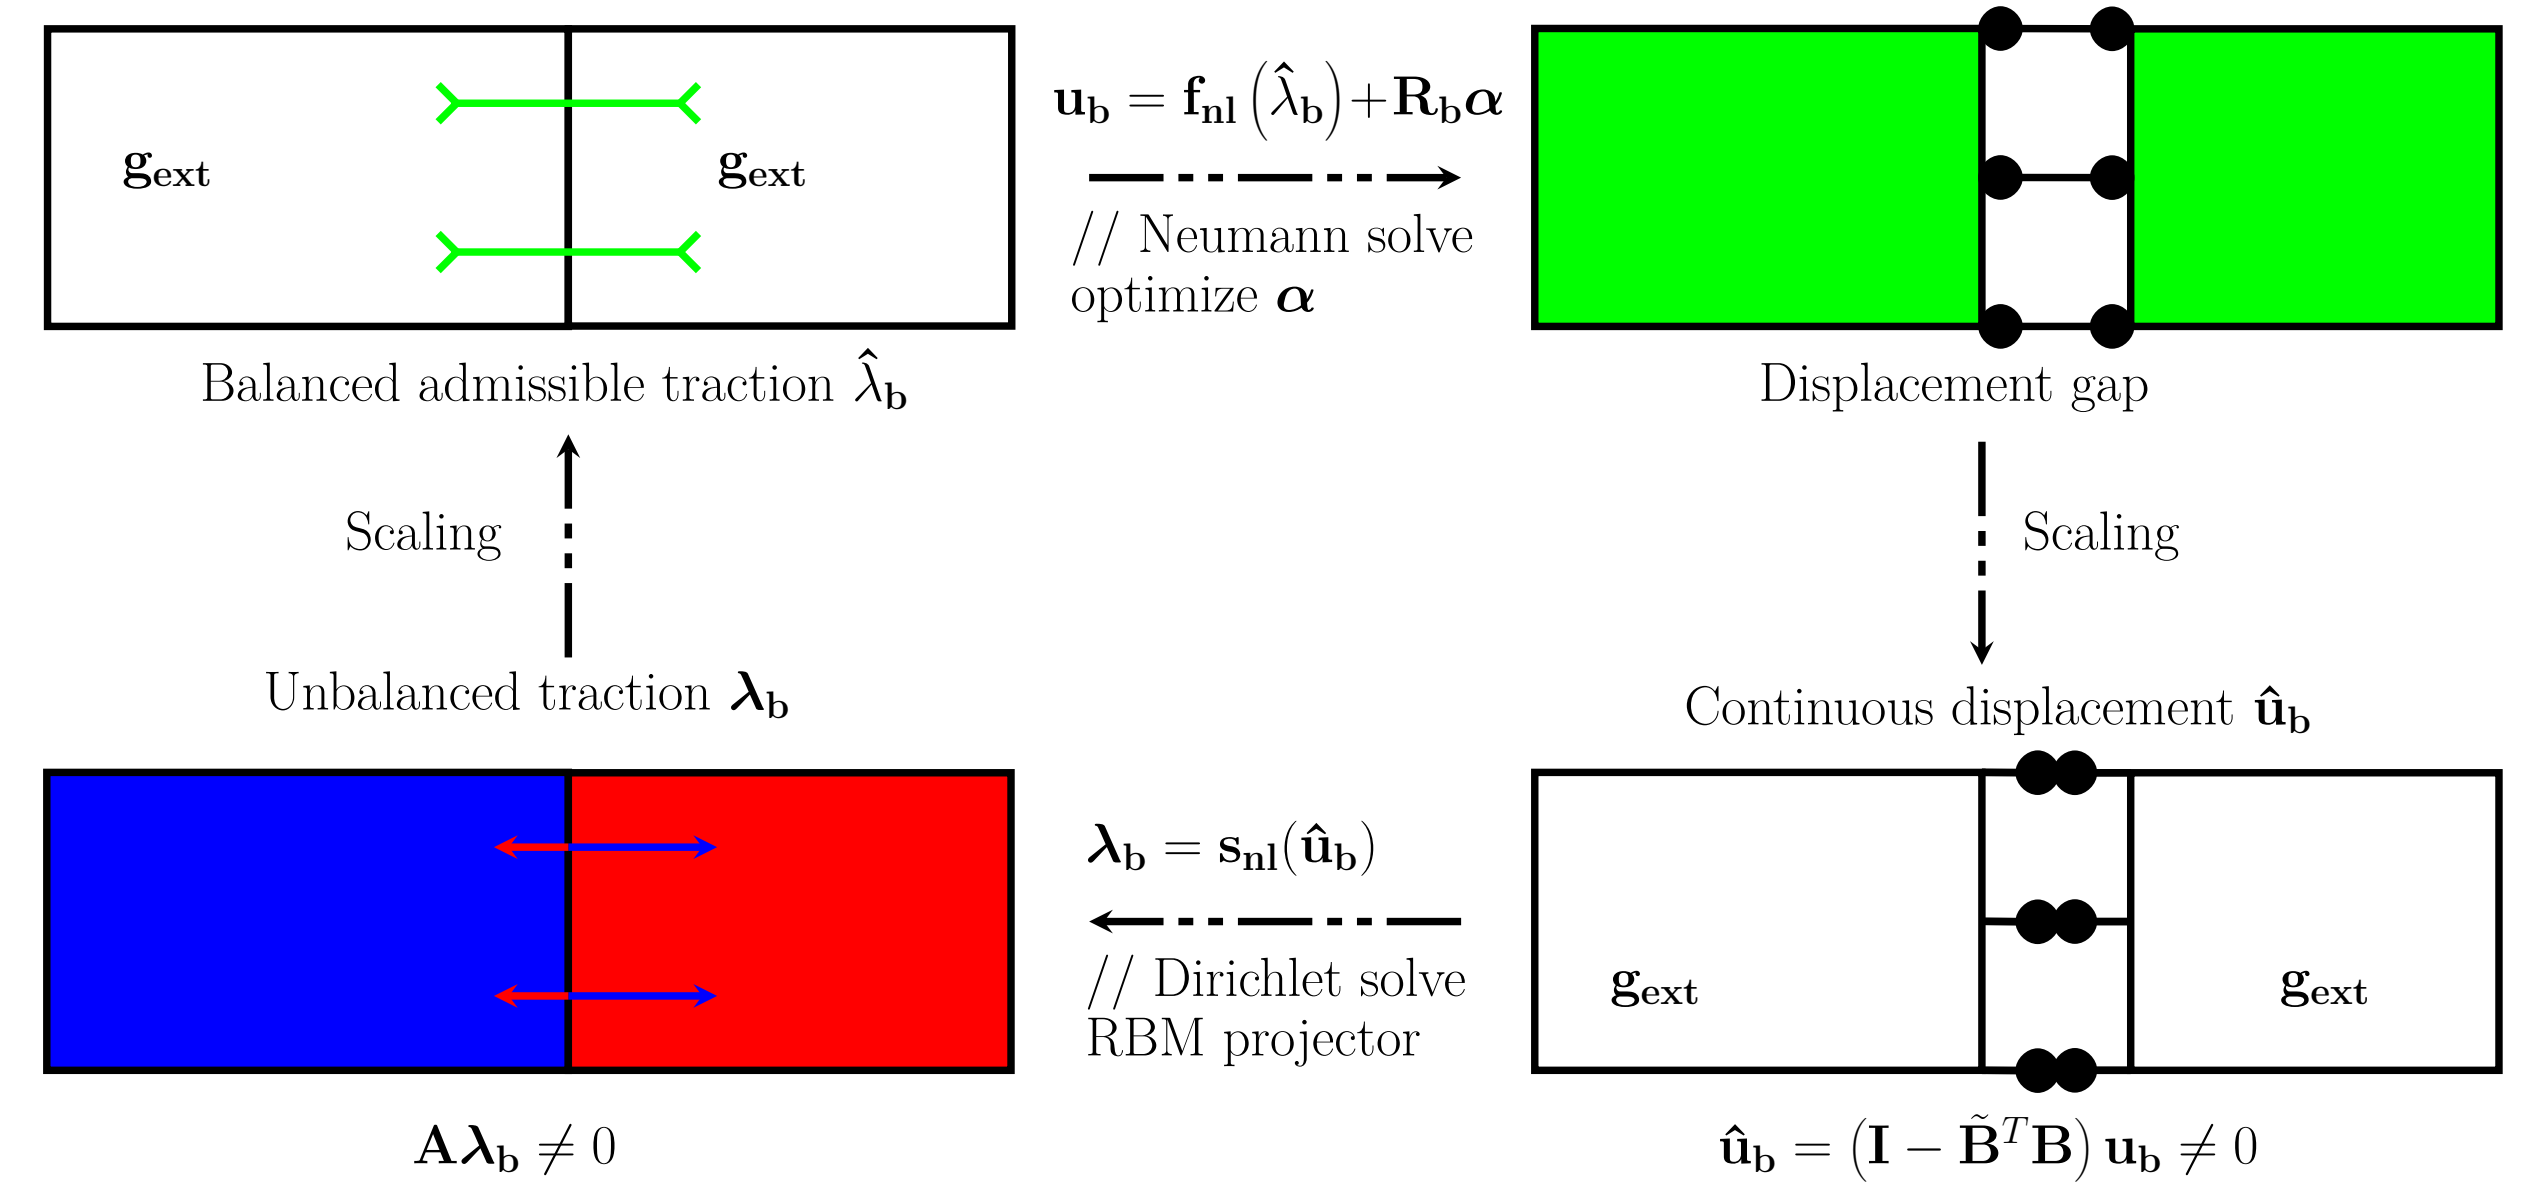 g_ext
g_ext
u_b = f_nl(λ̂_b)+R_bα
// Neumann solve
optimize α
Balanced admissible traction λ̂_b
Displacement gap
Scaling
Scaling
Unbalanced traction λ_b
Continuous displacement û_b
λ_b = s_nl(û_b)
// Dirichlet solve
RBM projector
g_ext
g_ext
Aλ_b ≠ 0
û_b = (I − B̃^T B) u_b ≠ 0